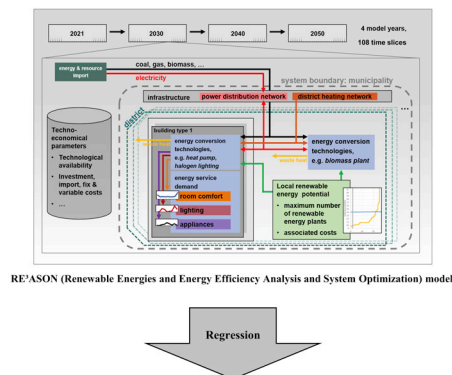 2021
2030
2040
2050
4 model years,
108 time slices
energy & resource
import
coal, gas, biomass, ...
electricity
system boundary: municipality
infrastructure
power distribution network
district heating network
...
district
Techno-
economical
parameters
• Technological
availability
• Investment,
import, fix &
variable costs
• ...
building type 1
energy conversion
technologies,
e.g. heat pump,
halogen lighting
energy service
demand
room comfort
lighting
appliances
energy conversion
technologies,
e.g. biomass plant
waste heat
Local renewable
energy potential
• maximum number
of renewable
energy plants
• associated costs
RE³ASON (Renewable Energies and Energy Efficiency Analysis and System Optimization) model
Regression